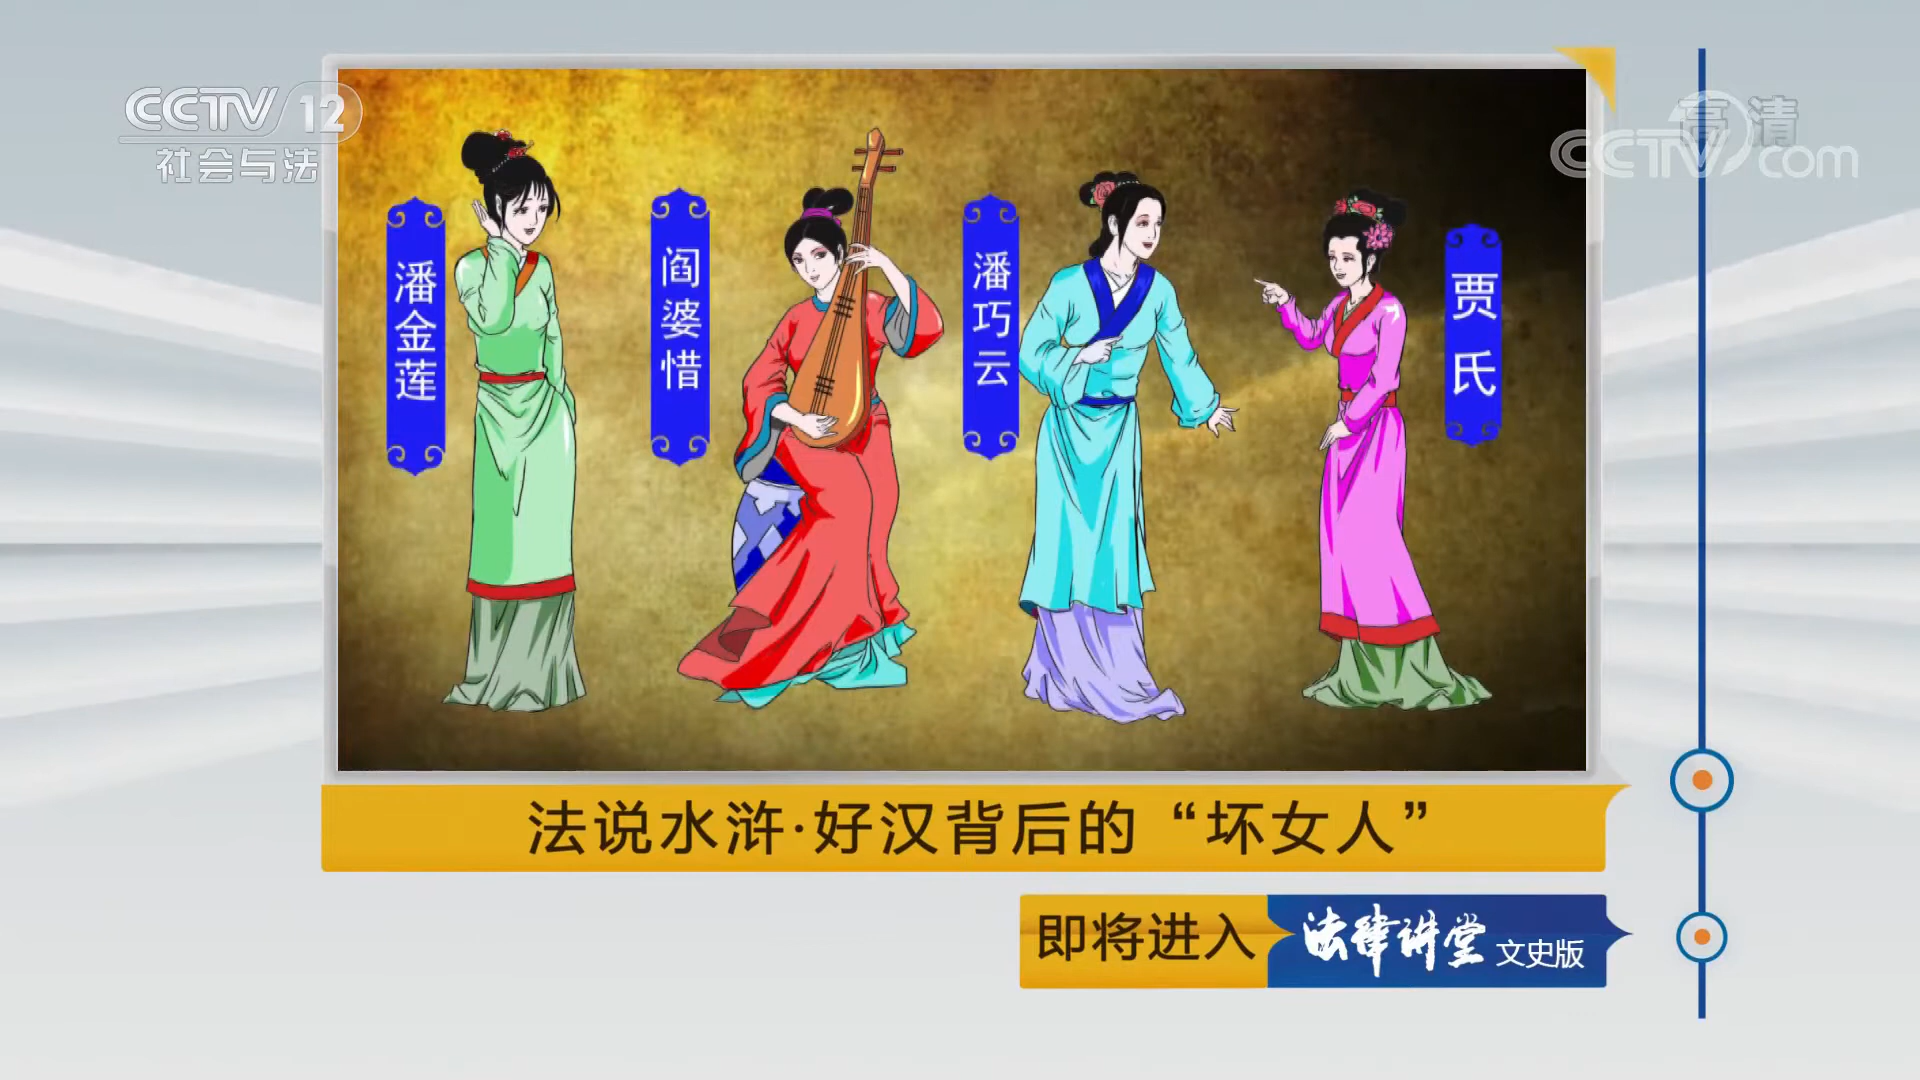 CCTV 12
社会与法
高清
CCTV com
潘金莲
阎婆惜
潘巧云
贾氏
法说水浒·好汉背后的“坏女人”
即将进入
法律讲堂 文史版